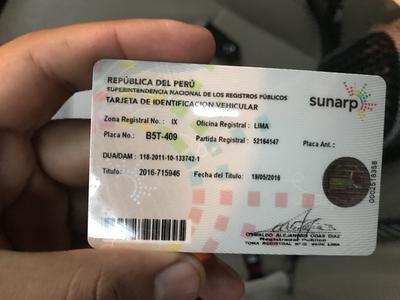 REPÚBLICA DEL PERÚ
SUPERINTENDENCIA NACIONAL DE LOS REGISTROS PÚBLICOS
TARJETA DE IDENTIFICACION VEHICULAR
sunarp
Zona Registral No. : IX Oficina Registral : LIMA
Placa No. : B5T-409 Partida Registral : 52164147 Placa Ant. :
DUA/DAM : 118-2011-10-133742-1
Título: 2016-715946 Fecha del Título: 19/05/2016
Registrador Público